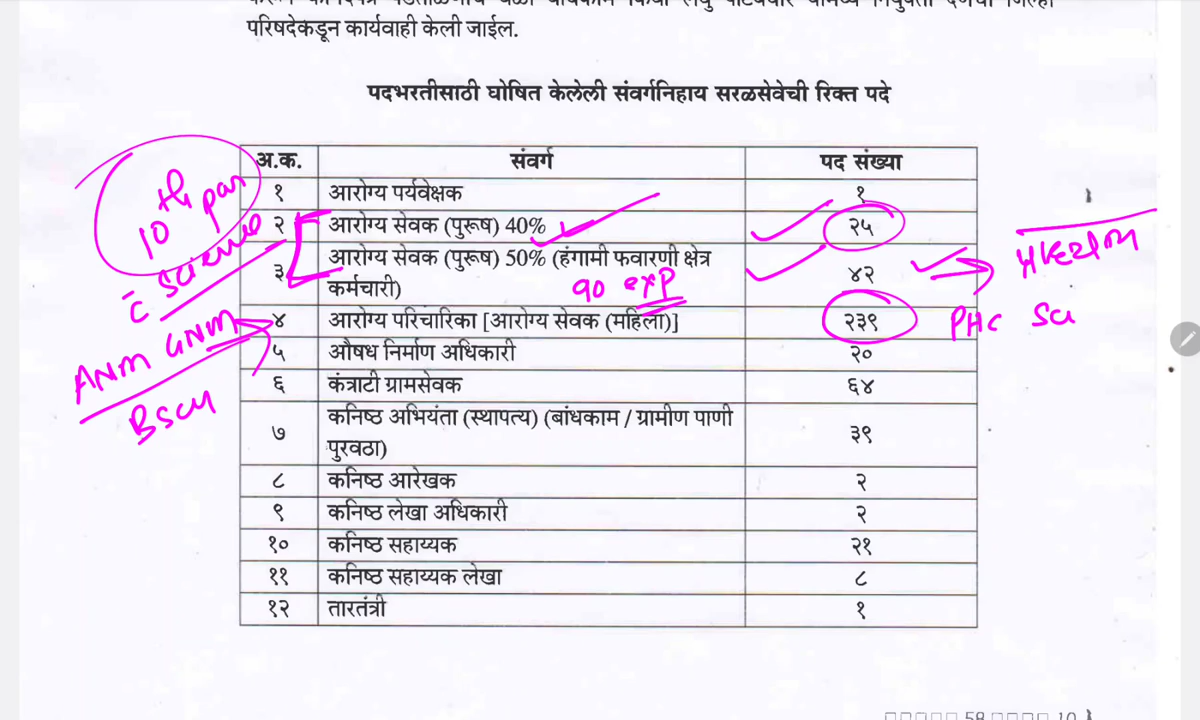 परिषदेकडून कार्यवाही केली जाईल.
पदभरतीसाठी घोषित केलेली संवर्गनिहाय सरळसेवेची रिक्त पदे
अ.क. संवर्ग पद संख्या
१ आरोग्य पर्यवेक्षक १
२ आरोग्य सेवक (पुरूष) 40% २५
३ आरोग्य सेवक (पुरूष) 50% (हंगामी फवारणी क्षेत्र
कर्मचारी) ४२
४ आरोग्य परिचारिका [आरोग्य सेवक (महिला)] २३९
५ औषध निर्माण अधिकारी २०
६ कंत्राटी ग्रामसेवक ६४
७ कनिष्ठ अभियंता (स्थापत्य) (बांधकाम / ग्रामीण पाणी
पुरवठा) ३९
८ कनिष्ठ आरेखक २
९ कनिष्ठ लेखा अधिकारी २
१० कनिष्ठ सहाय्यक २१
११ कनिष्ठ सहाय्यक लेखा ८
१२ तारतंत्री १
10th pas
Science
90 exp
ANM GNM
BSCN
PHC SC
58 10